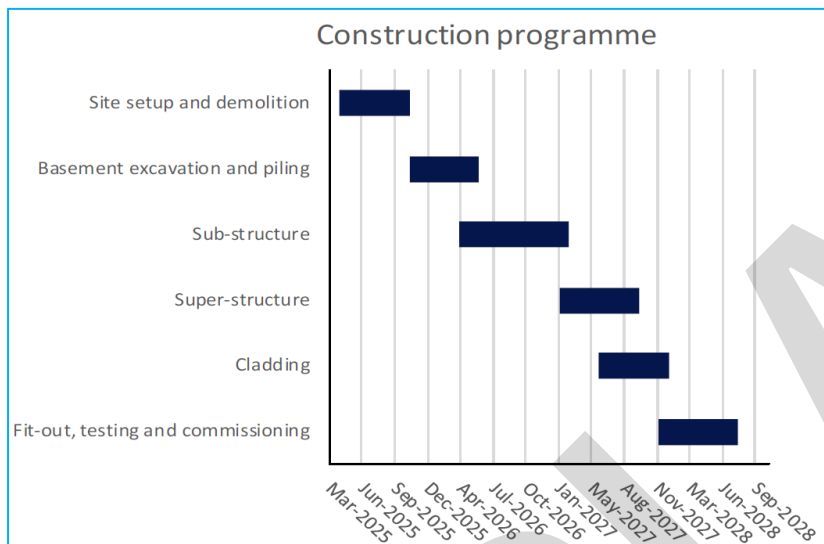 Construction programme
Site setup and demolition
Basement excavation and piling
Sub-structure
Super-structure
Cladding
Fit-out, testing and commissioning
Mar-2025
Jun-2025
Sep-2025
Dec-2025
Apr-2026
Jul-2026
Oct-2026
Jan-2027
May-2027
Aug-2027
Nov-2027
Mar-2028
Jun-2028
Sep-2028